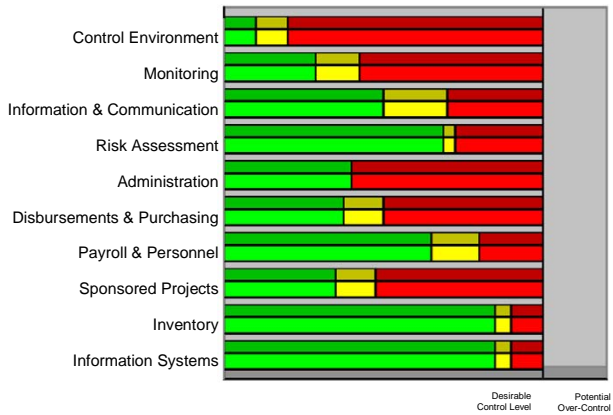 Control Environment
Monitoring
Information & Communication
Risk Assessment
Administration
Disbursements & Purchasing
Payroll & Personnel
Sponsored Projects
Inventory
Information Systems
Desirable
Control Level
Potential
Over-Control